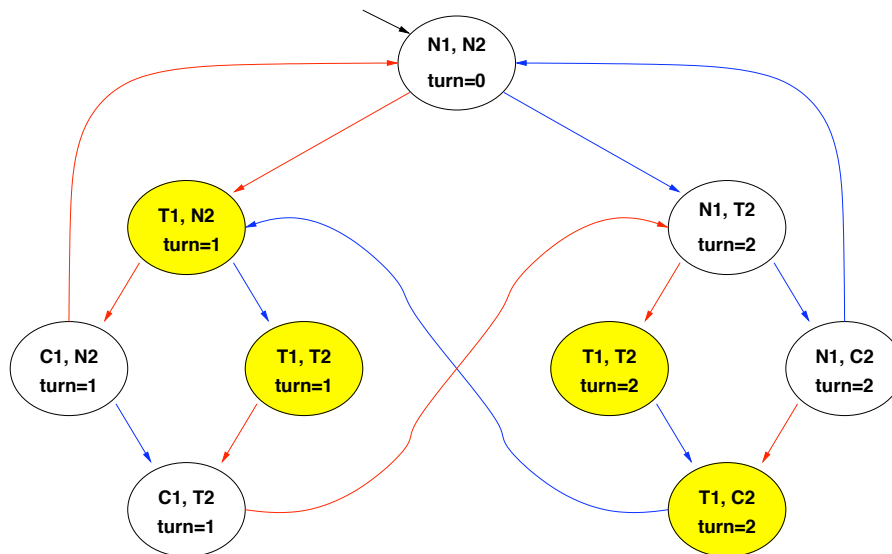 N1, N2
turn=0
T1, N2
turn=1
N1, T2
turn=2
C1, N2
turn=1
T1, T2
turn=1
T1, T2
turn=2
N1, C2
turn=2
C1, T2
turn=1
T1, C2
turn=2